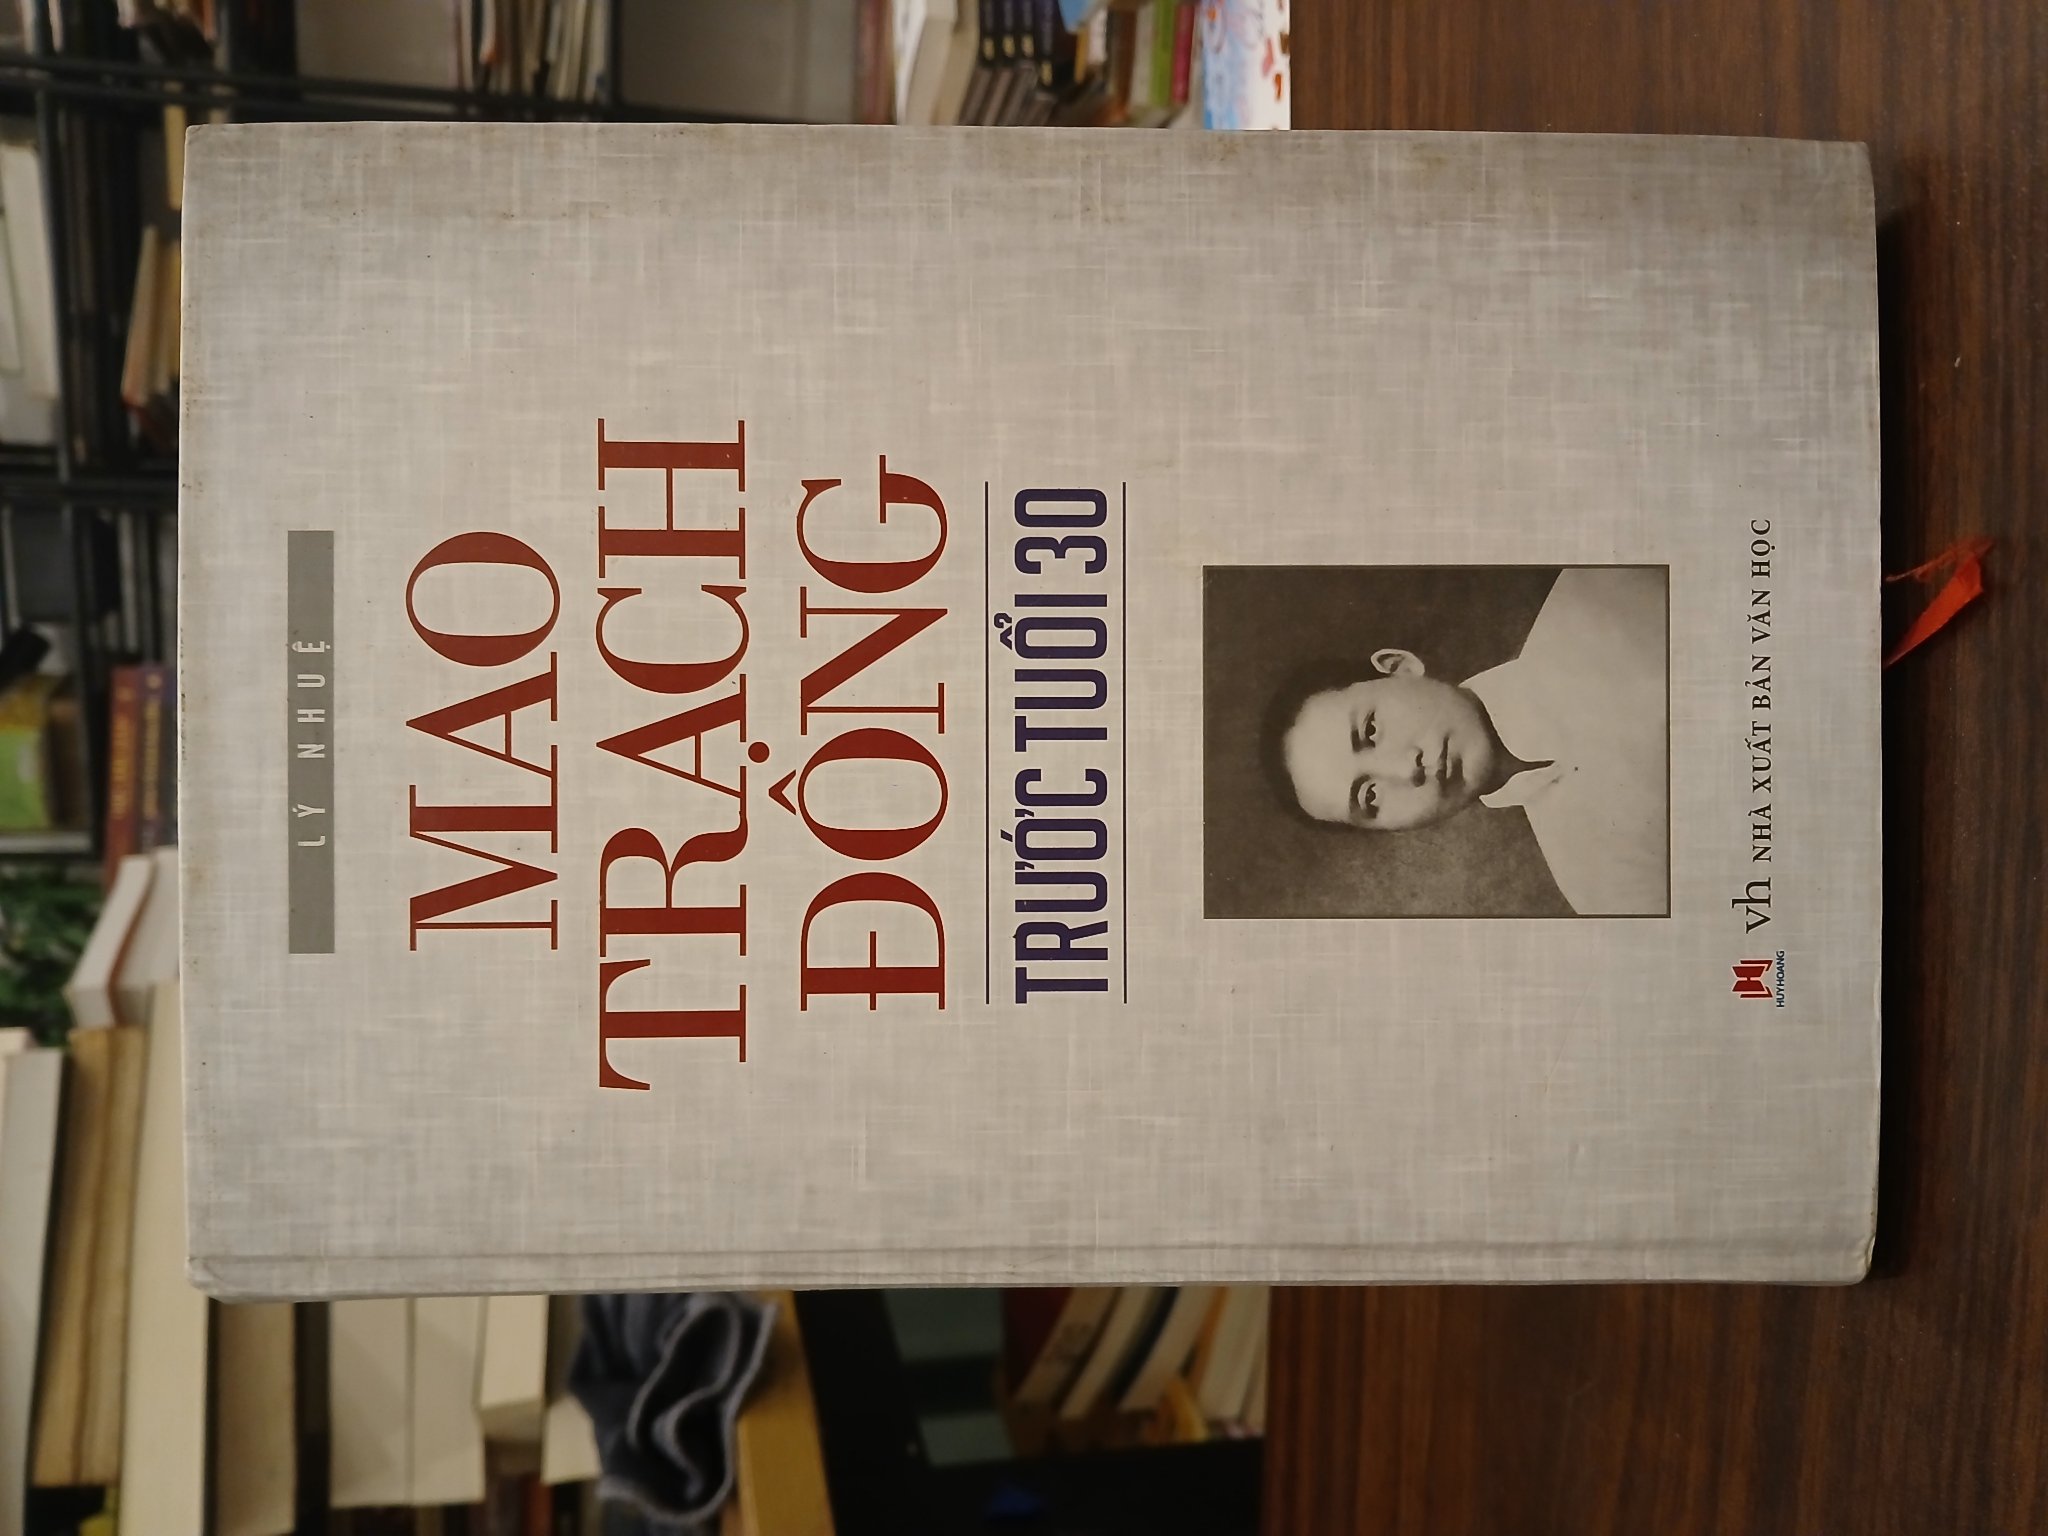 LÝ NHUỆ
MAO
TRẠCH
ĐÔNG
TRƯỚC TUỔI 30
HUYHOANG
vh NHÀ XUẤT BẢN VĂN HỌC